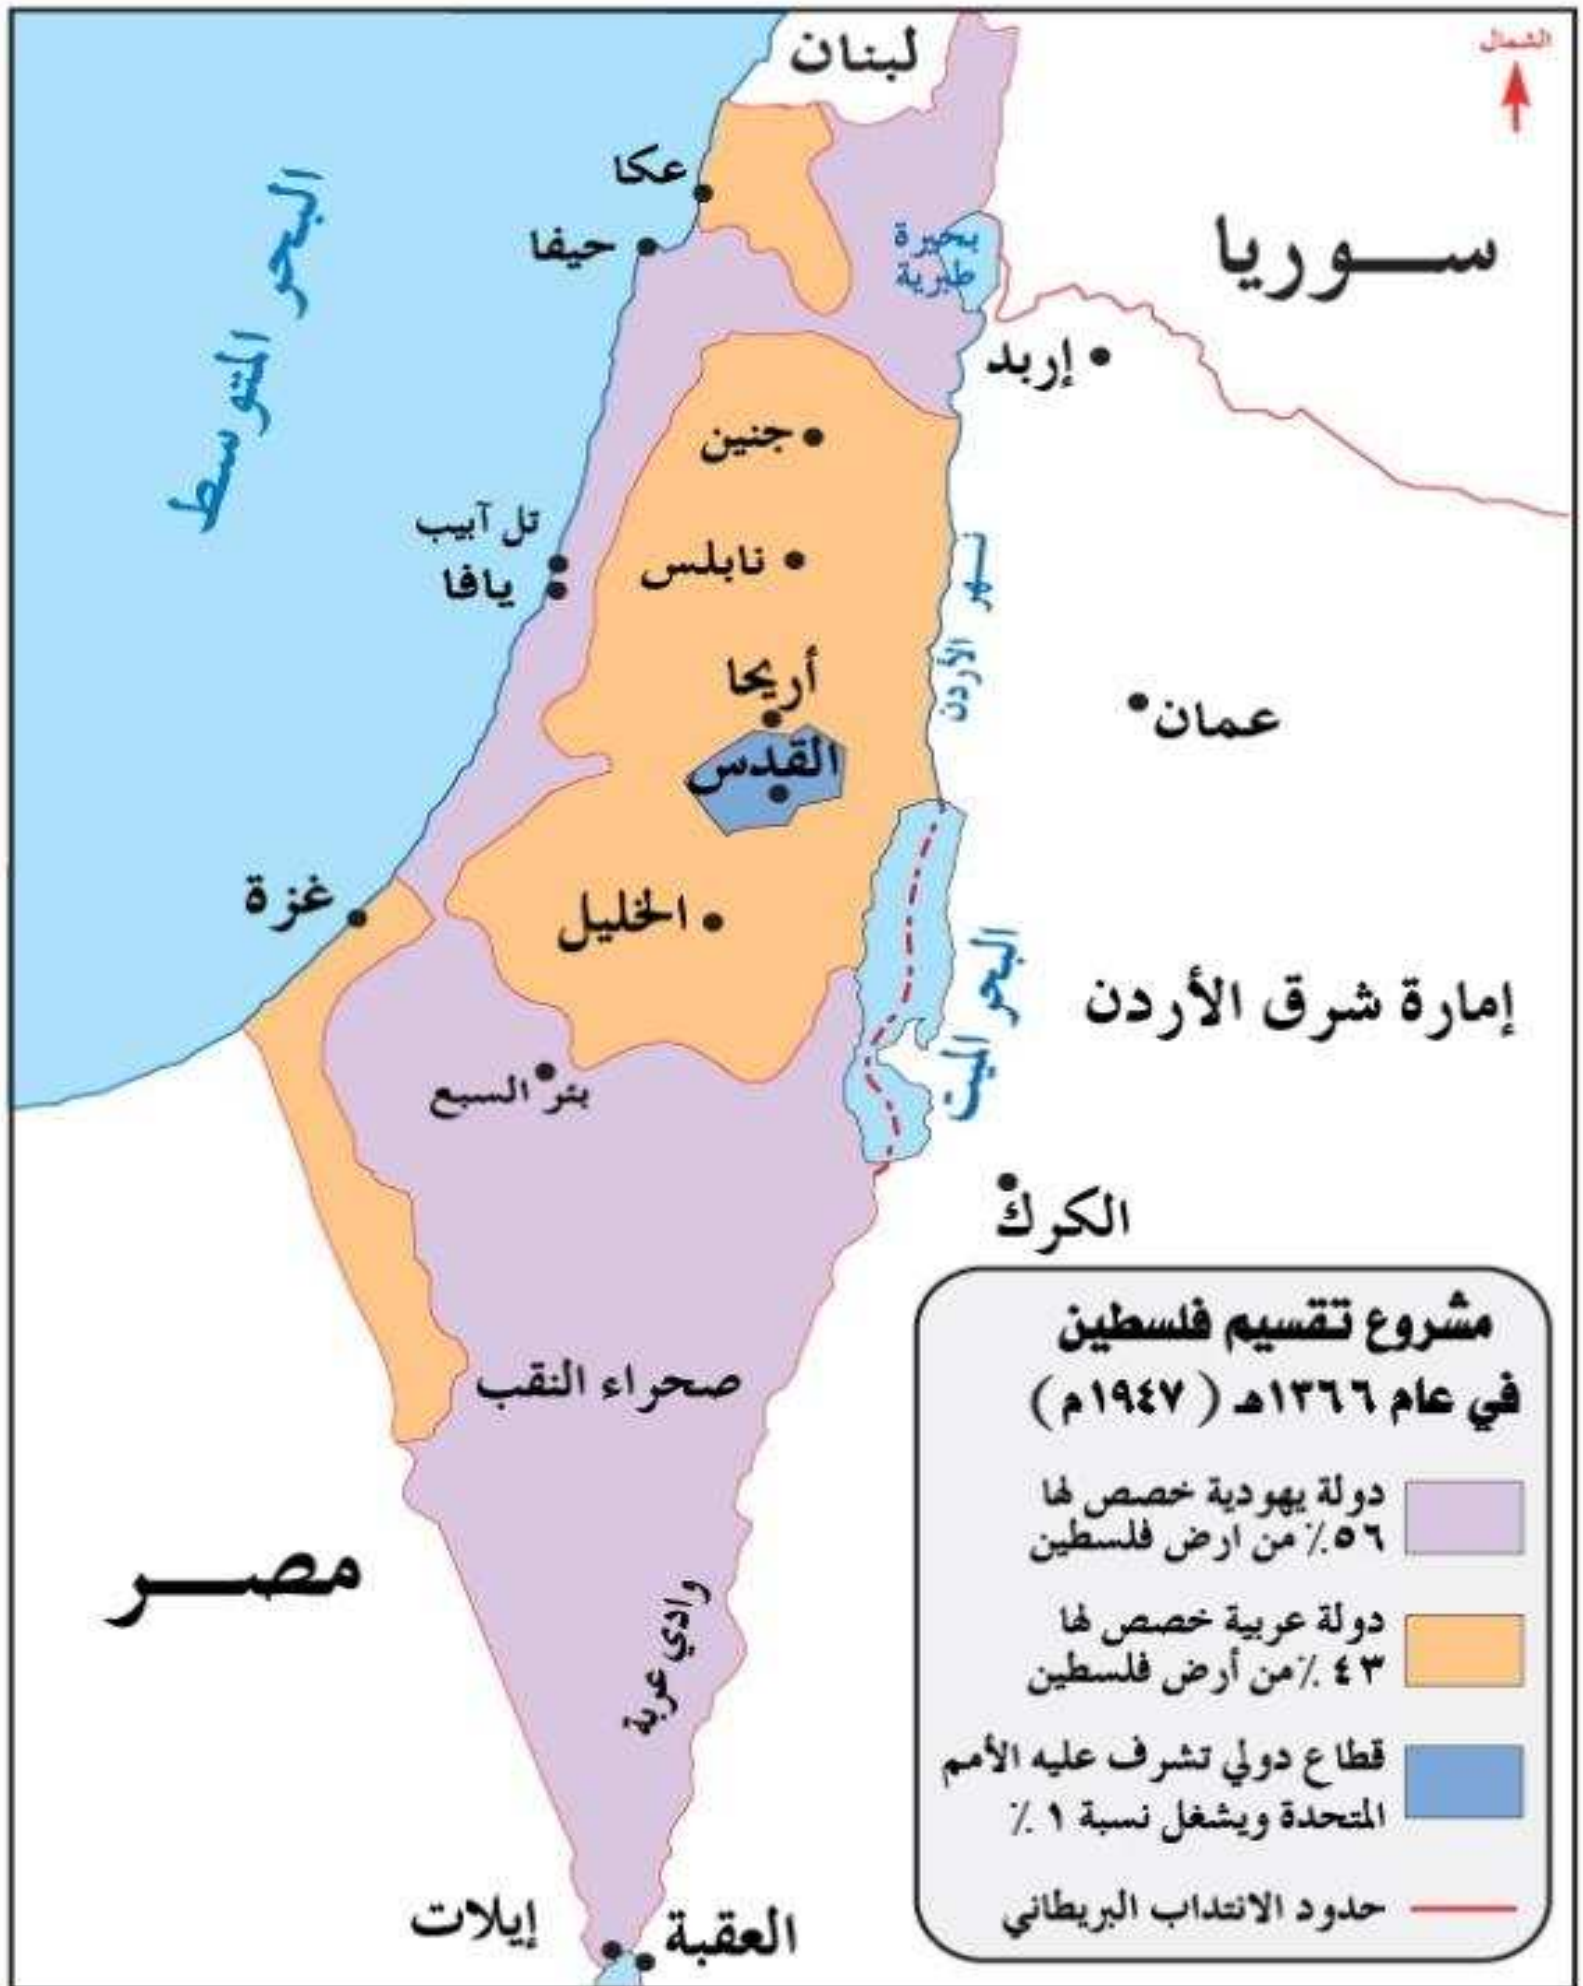 الشمال
لبنان
عكا
حيفا
بحيرة
طبرية
سوريا
البحر المتوسط
إربد
جنين
تل آبيب
يافا
نابلس
نهر الأردن
أريحا
القدس
عمان
غزة
الخليل
البحر الميت
إمارة شرق الأردن
بئر السبع
الكرك
صحراء النقب
مصر
وادي عربة
إيلات
العقبة
مشروع تقسيم فلسطين
في عام ١٣٦٦هـ (١٩٤٧م)
دولة يهودية خصص لها
٥٦٪ من ارض فلسطين
دولة عربية خصص لها
٤٣٪ من أرض فلسطين
قطاع دولي تشرف عليه الأمم
المتحدة ويشغل نسبة ١٪
حدود الانتداب البريطاني